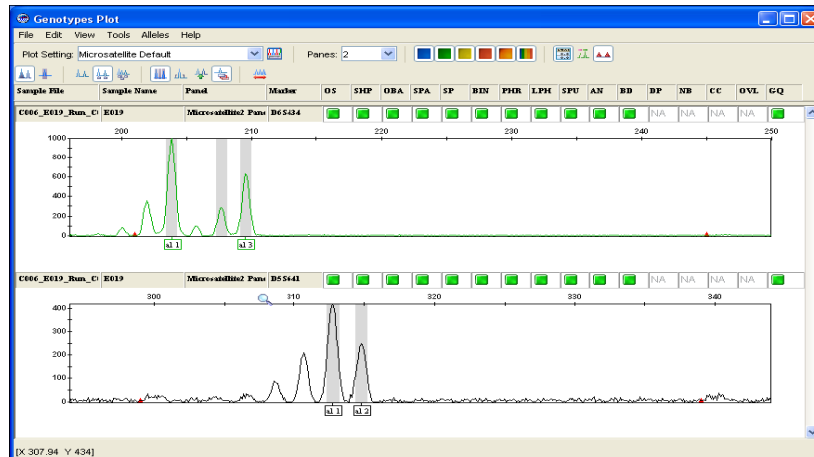 Genotypes Plot
File Edit View Tools Alleles Help
Plot Setting: Microsatellite Default Panes: 2
Sample File Sample Name Panel Marker OS SHP OBA SPA SP BIN PHR LPH SPU AN BD BP NB CC OVL GQ
C006_E019_Run_C E019 Microsatellite2 Pane D6S434 NA NA NA NA
200 210 220 230 240 250
1000
800
600
400
200
0
al 1 al 3
C006_E019_Run_C E019 Microsatellite2 Pane D5S641 NA NA NA NA
300 310 320 330 340
400
300
200
100
0
al 1 al 2
[X 307.94 Y 434]